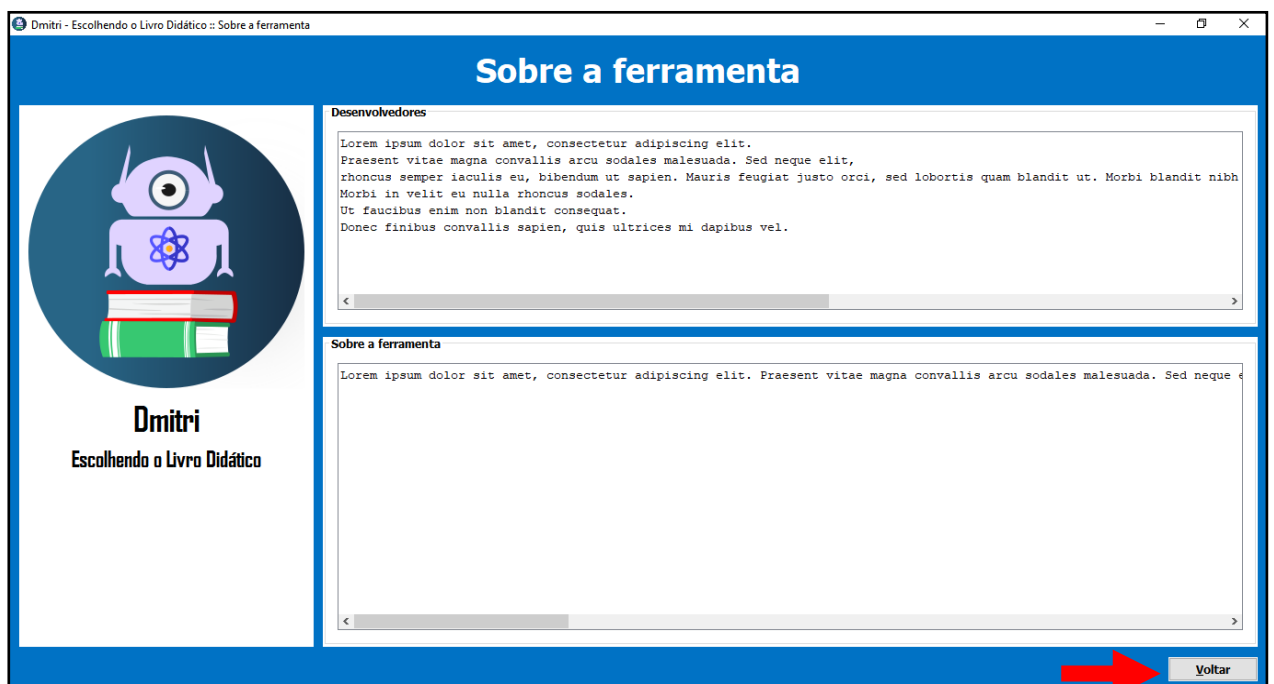 Dmitri - Escolhendo o Livro Didático :: Sobre a ferramenta
Sobre a ferramenta
Dmitri
Escolhendo o Livro Didático
Desenvolvedores
Lorem ipsum dolor sit amet, consectetur adipiscing elit.
Praesent vitae magna convallis arcu sodales malesuada. Sed neque elit,
rhoncus semper iaculis eu, bibendum ut sapien. Mauris feugiat justo orci, sed lobortis quam blandit ut. Morbi blandit nibh
Morbi in velit eu nulla rhoncus sodales.
Ut faucibus enim non blandit consequat.
Donec finibus convallis sapien, quis ultrices mi dapibus vel.
Sobre a ferramenta
Lorem ipsum dolor sit amet, consectetur adipiscing elit. Praesent vitae magna convallis arcu sodales malesuada. Sed neque
Voltar